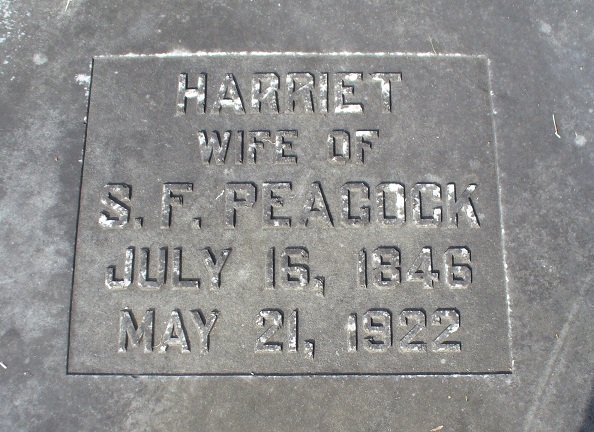 HARRIET
WIFE OF
S. F. PEACOCK
JULY 16, 1846
MAY 21, 1922